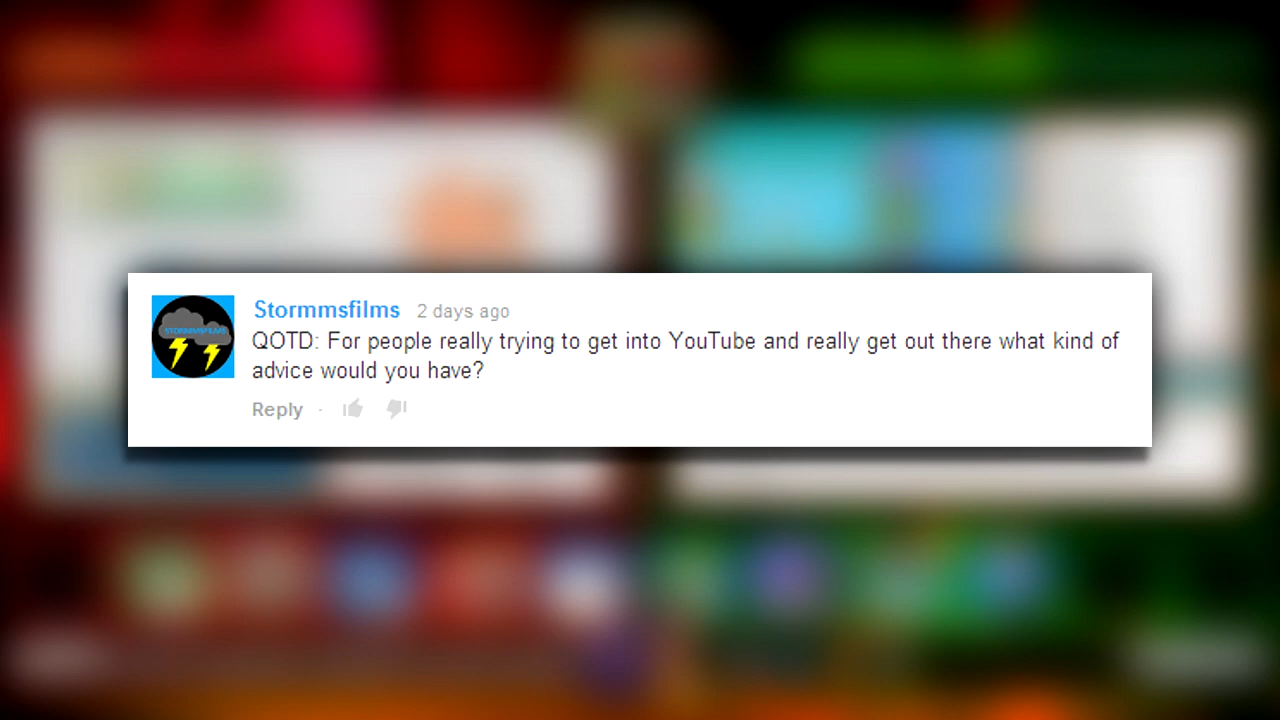 Stormmsfilms 2 days ago
QOTD: For people really trying to get into YouTube and really get out there what kind of
advice would you have?
Reply ·
STORMMSFILMS